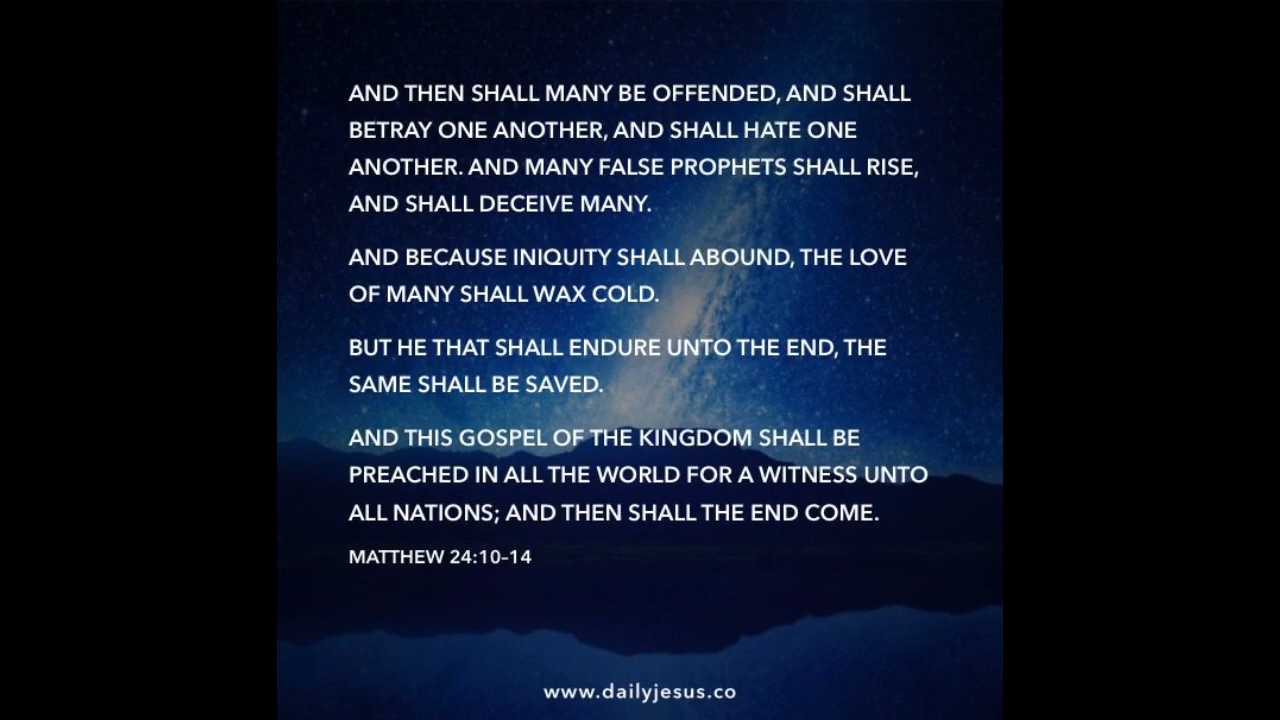 AND THEN SHALL MANY BE OFFENDED, AND SHALL
BETRAY ONE ANOTHER, AND SHALL HATE ONE
ANOTHER. AND MANY FALSE PROPHETS SHALL RISE,
AND SHALL DECEIVE MANY.
AND BECAUSE INIQUITY SHALL ABOUND, THE LOVE
OF MANY SHALL WAX COLD.
BUT HE THAT SHALL ENDURE UNTO THE END, THE
SAME SHALL BE SAVED.
AND THIS GOSPEL OF THE KINGDOM SHALL BE
PREACHED IN ALL THE WORLD FOR A WITNESS UNTO
ALL NATIONS; AND THEN SHALL THE END COME.
MATTHEW 24:10–14
www.dailyjesus.co